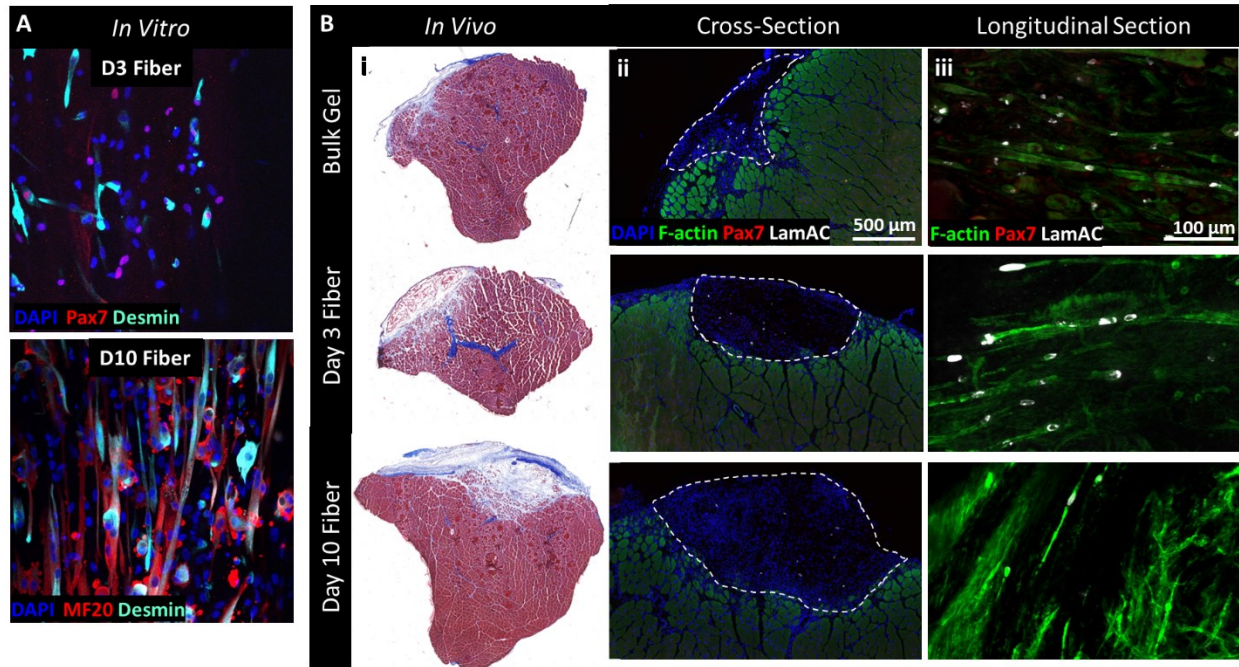 A
In Vitro
D3 Fiber
DAPI Pax7 Desmin
D10 Fiber
DAPI MF20 Desmin
B
In Vivo
Cross-Section
Longitudinal Section
i
ii
iii
Bulk Gel
DAPI F-actin Pax7 LamAC
500 µm
F-actin Pax7 LamAC
100 µm
Day 3 Fiber
Day 10 Fiber